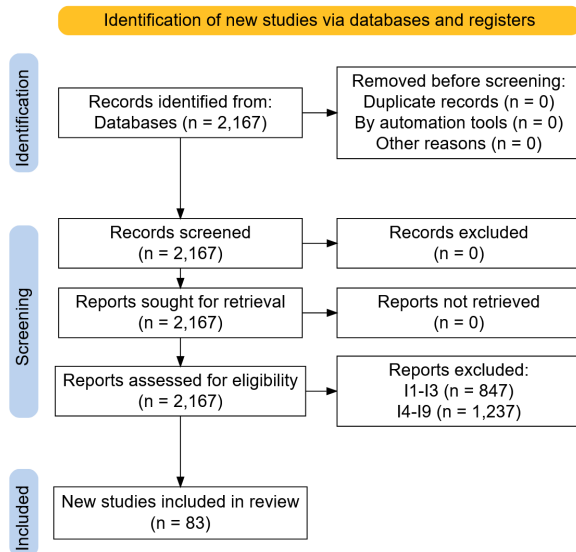 Identification of new studies via databases and registers
Identification
Records identified from:
Databases (n = 2,167)
Removed before screening:
Duplicate records (n = 0)
By automation tools (n = 0)
Other reasons (n = 0)
Screening
Records screened
(n = 2,167)
Records excluded
(n = 0)
Reports sought for retrieval
(n = 2,167)
Reports not retrieved
(n = 0)
Reports assessed for eligibility
(n = 2,167)
Reports excluded:
I1-I3 (n = 847)
I4-I9 (n = 1,237)
Included
New studies included in review
(n = 83)